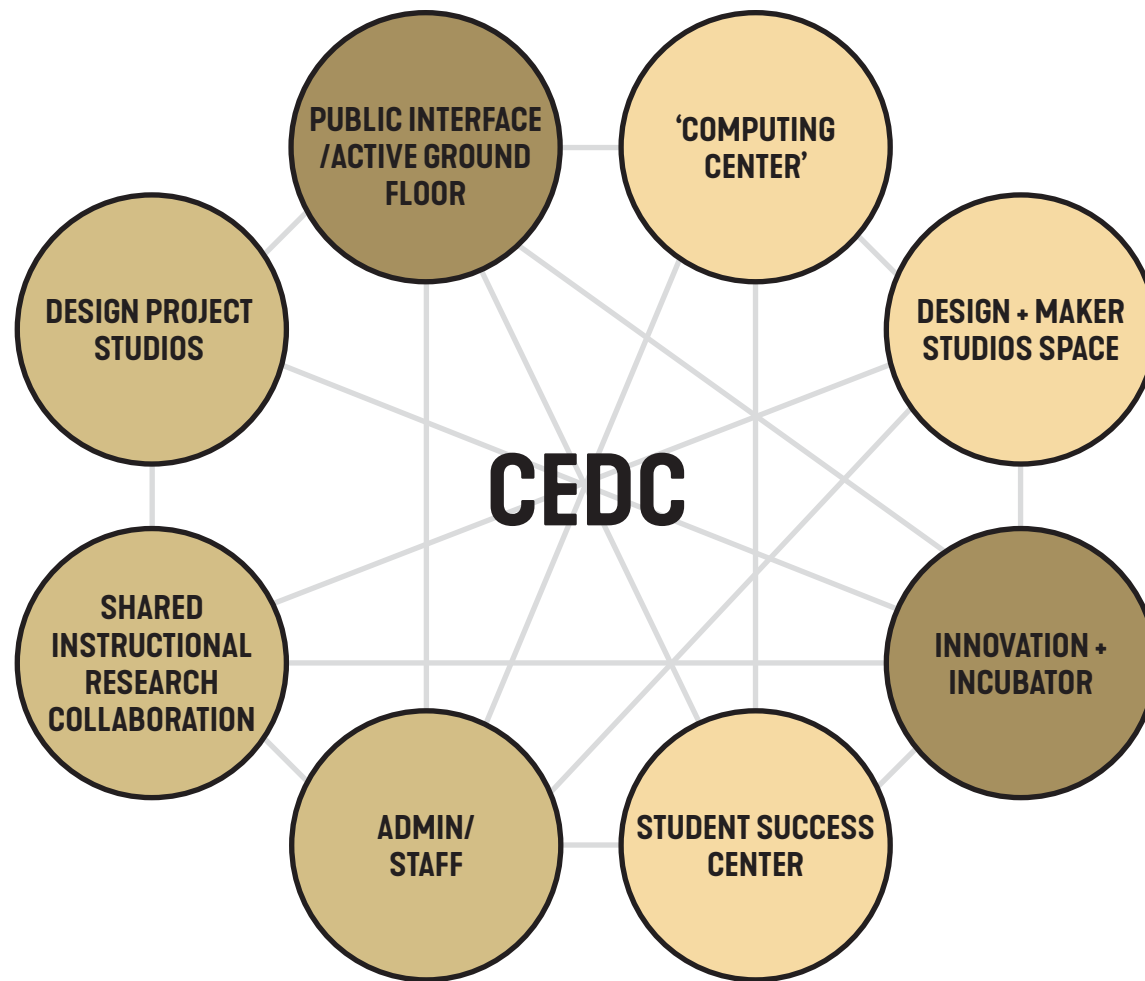 PUBLIC INTERFACE
/ACTIVE GROUND
FLOOR
‘COMPUTING
CENTER’
DESIGN PROJECT
STUDIOS
DESIGN + MAKER
STUDIOS SPACE
CEDC
SHARED
INSTRUCTIONAL
RESEARCH
COLLABORATION
INNOVATION +
INCUBATOR
ADMIN/
STAFF
STUDENT SUCCESS
CENTER